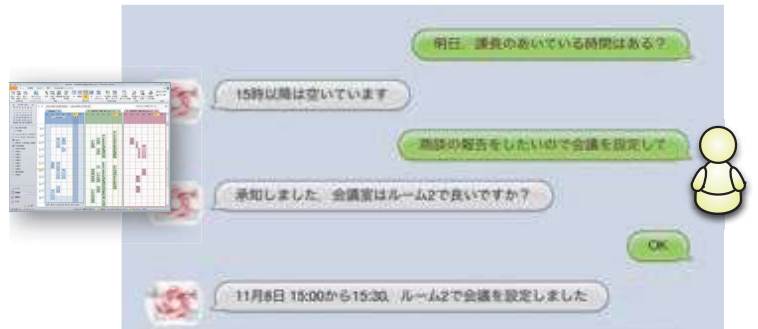 明日、課長のあいている時間はある？
15時以降は空いています
商談の報告をしたいので会議を設定して
承知しました、会議室はルーム2で良いですか？
OK
11月8日 15:00から15:30、ルーム2で会議を設定しました